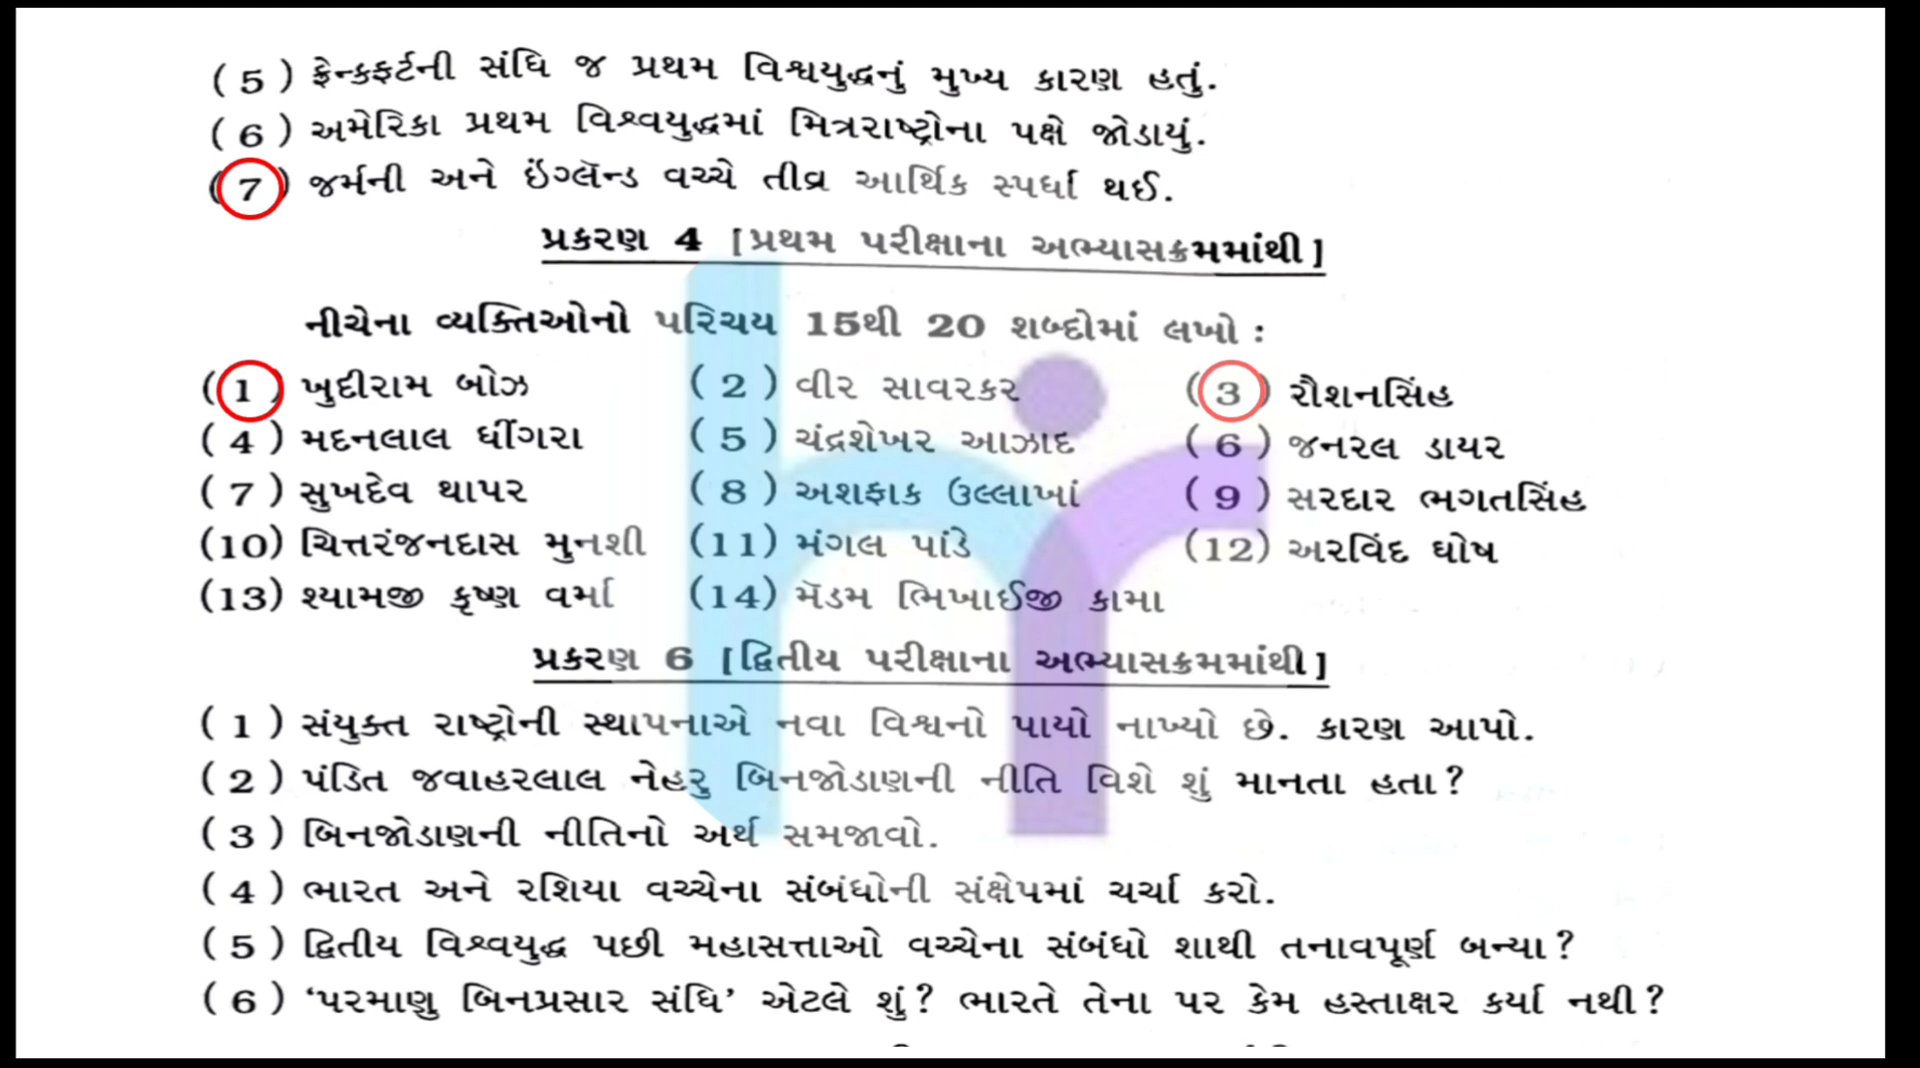 ( 5 ) ફ્રેન્કફર્ટની સંધિ જ પ્રથમ વિશ્વયુદ્ધનું મુખ્ય કારણ હતું.
( 6 ) અમેરિકા પ્રથમ વિશ્વયુદ્ધમાં મિત્રરાષ્ટ્રોના પક્ષે જોડાયું.
( 7 ) જર્મની અને ઇંગ્લૅન્ડ વચ્ચે તીવ્ર આર્થિક સ્પર્ધા થઈ.
પ્રકરણ 4 [પ્રથમ પરીક્ષાના અભ્યાસક્રમમાંથી]
નીચેના વ્યક્તિઓનો પરિચય 15થી 20 શબ્દોમાં લખો :
( 1 ) ખુદીરામ બોઝ ( 2 ) વીર સાવરકર ( 3 ) રૌશનસિંહ
( 4 ) મદનલાલ ધીંગરા ( 5 ) ચંદ્રશેખર આઝાદ ( 6 ) જનરલ ડાયર
( 7 ) સુખદેવ થાપર ( 8 ) અશફાક ઉલ્લાખાં ( 9 ) સરદાર ભગતસિંહ
(10) ચિત્તરંજનદાસ મુનશી (11) મંગલ પાંડે (12) અરવિંદ ઘોષ
(13) શ્યામજી કૃષ્ણ વર્મા (14) મૅડમ ભિખાઈજી કામા
પ્રકરણ 6 [દ્વિતીય પરીક્ષાના અભ્યાસક્રમમાંથી]
( 1 ) સંયુક્ત રાષ્ટ્રોની સ્થાપનાએ નવા વિશ્વનો પાયો નાખ્યો છે. કારણ આપો.
( 2 ) પંડિત જવાહરલાલ નેહરુ બિનજોડાણની નીતિ વિશે શું માનતા હતા?
( 3 ) બિનજોડાણની નીતિનો અર્થ સમજાવો.
( 4 ) ભારત અને રશિયા વચ્ચેના સંબંધોની સંક્ષેપમાં ચર્ચા કરો.
( 5 ) દ્વિતીય વિશ્વયુદ્ધ પછી મહાસત્તાઓ વચ્ચેના સંબંધો શાથી તનાવપૂર્ણ બન્યા?
( 6 ) ‘પરમાણુ બિનપ્રસાર સંધિ’ એટલે શું? ભારતે તેના પર કેમ હસ્તાક્ષર કર્યા નથી?